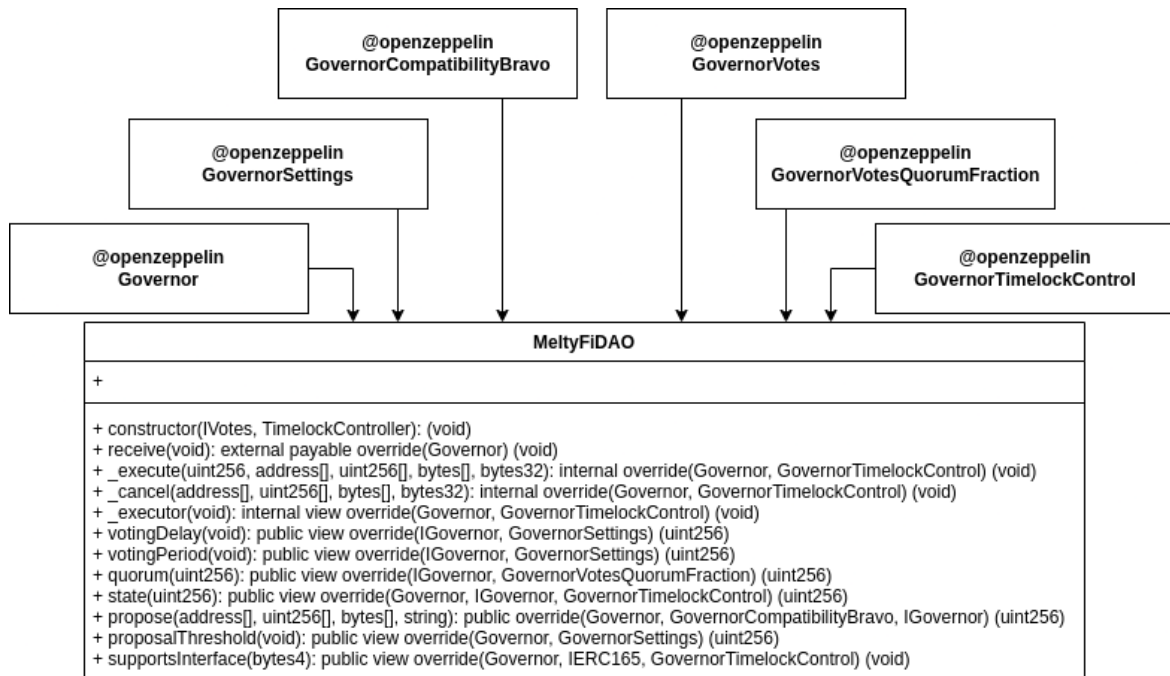 @openzeppelin
GovernorCompatibilityBravo
@openzeppelin
GovernorVotes
@openzeppelin
GovernorSettings
@openzeppelin
GovernorVotesQuorumFraction
@openzeppelin
Governor
@openzeppelin
GovernorTimelockControl
MeltyFiDAO
+
+ constructor(IVotes, TimelockController): (void)
+ receive(void): external payable override(Governor) (void)
+ _execute(uint256, address[], uint256[], bytes[], bytes32): internal override(Governor, GovernorTimelockControl) (void)
+ _cancel(address[], uint256[], bytes[], bytes32): internal override(Governor, GovernorTimelockControl) (void)
+ _executor(void): internal view override(Governor, GovernorTimelockControl) (void)
+ votingDelay(void): public view override(IGovernor, GovernorSettings) (uint256)
+ votingPeriod(void): public view override(IGovernor, GovernorSettings) (uint256)
+ quorum(uint256): public view override(IGovernor, GovernorVotesQuorumFraction) (uint256)
+ state(uint256): public view override(Governor, IGovernor, GovernorTimelockControl) (uint256)
+ propose(address[], uint256[], bytes[], string): public override(Governor, GovernorCompatibilityBravo, IGovernor) (uint256)
+ proposalThreshold(void): public view override(Governor, GovernorSettings) (uint256)
+ supportsInterface(bytes4): public view override(Governor, IERC165, GovernorTimelockControl) (void)